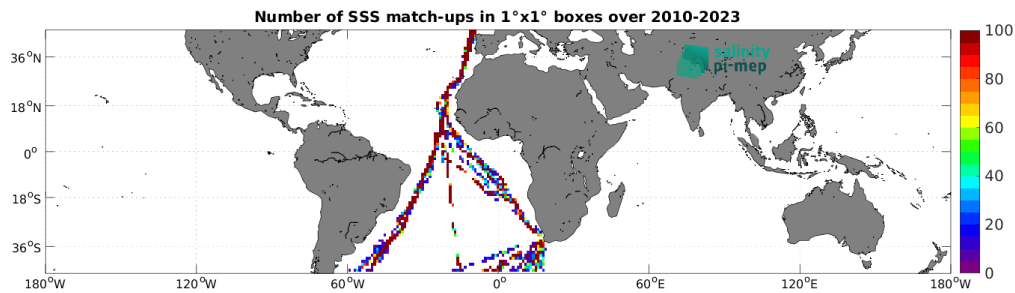 Number of SSS match-ups in 1°x1° boxes over 2010-2023
salinity
pi-mep
36°N
18°N
0°
18°S
36°S
180°W
120°W
60°W
0°
60°E
120°E
180°W
100
80
60
40
20
0